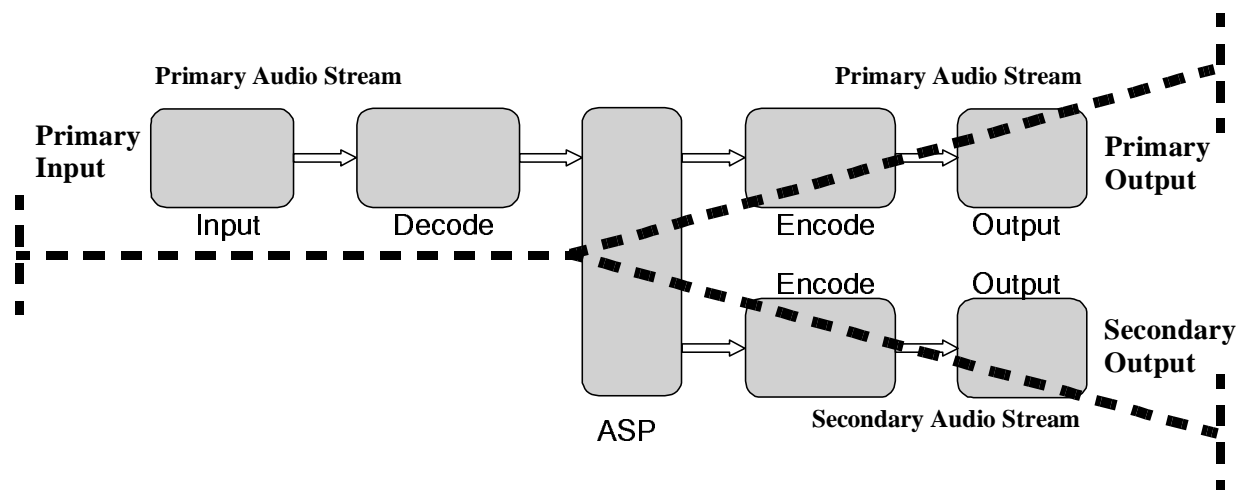 Primary Audio Stream
Primary Audio Stream
Primary
Input
Primary
Output
Input
Decode
Encode
Output
Encode
Output
Secondary
Output
Secondary Audio Stream
ASP